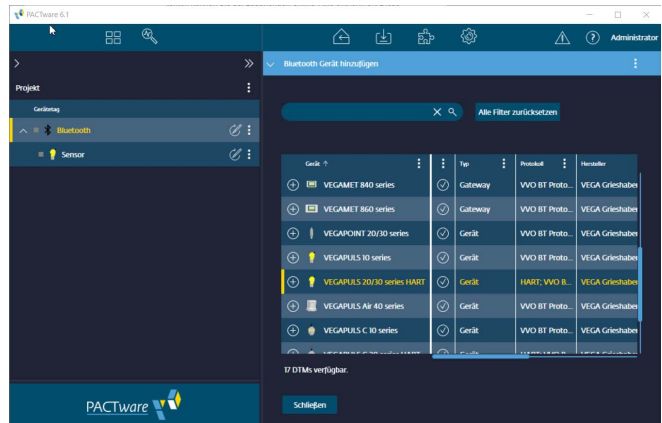 PACTware 6.1
Administrator
Bluetooth Gerät hinzufügen
Projekt
Gerätetag
Bluetooth
Sensor
Alle Filter zurücksetzen
Gerät ↑ Typ Protokoll Hersteller
VEGAMET 840 series Gateway VVO BT Proto... VEGA Grieshaber
VEGAMET 860 series Gateway VVO BT Proto... VEGA Grieshaber
VEGAPOINT 20/30 series Gerät VVO BT Proto... VEGA Grieshaber
VEGAPULS 10 series Gerät VVO BT Proto... VEGA Grieshaber
VEGAPULS 20/30 series HART Gerät HART; VVO B... VEGA Grieshaber
VEGAPULS Air 40 series Gerät VVO BT Proto... VEGA Grieshaber
VEGAPULS C 10 series Gerät VVO BT Proto... VEGA Grieshaber
17 DTMs verfügbar.
Schließen
PACTware